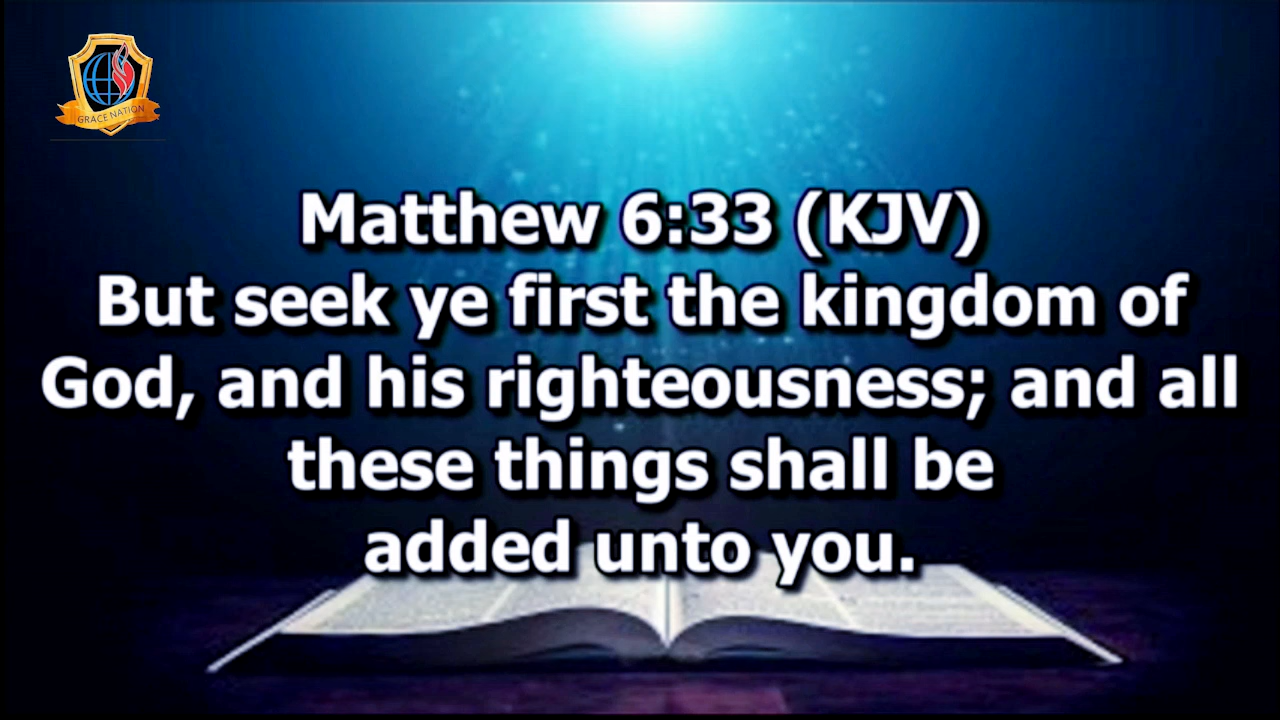 GRACE NATION
Matthew 6:33 (KJV)
But seek ye first the kingdom of
God, and his righteousness; and all
these things shall be
added unto you.